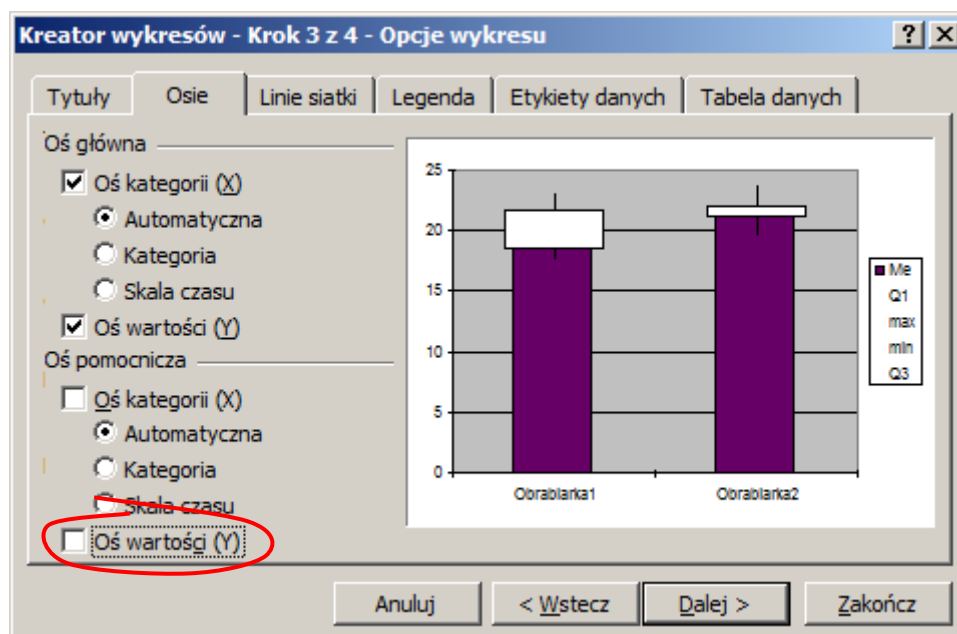 Kreator wykresów - Krok 3 z 4 - Opcje wykresu
Tytuły Osie Linie siatki Legenda Etykiety danych Tabela danych
Oś główna
Oś kategorii (X)
Automatyczna
Kategoria
Skala czasu
Oś wartości (Y)
Oś pomocnicza
Oś kategorii (X)
Automatyczna
Kategoria
Skala czasu
Oś wartości (Y)
25
20
15
10
5
0
Obrabiarka1 Obrabiarka2
Me
Q1
max
min
Q3
Anuluj < Wstecz Dalej > Zakończ